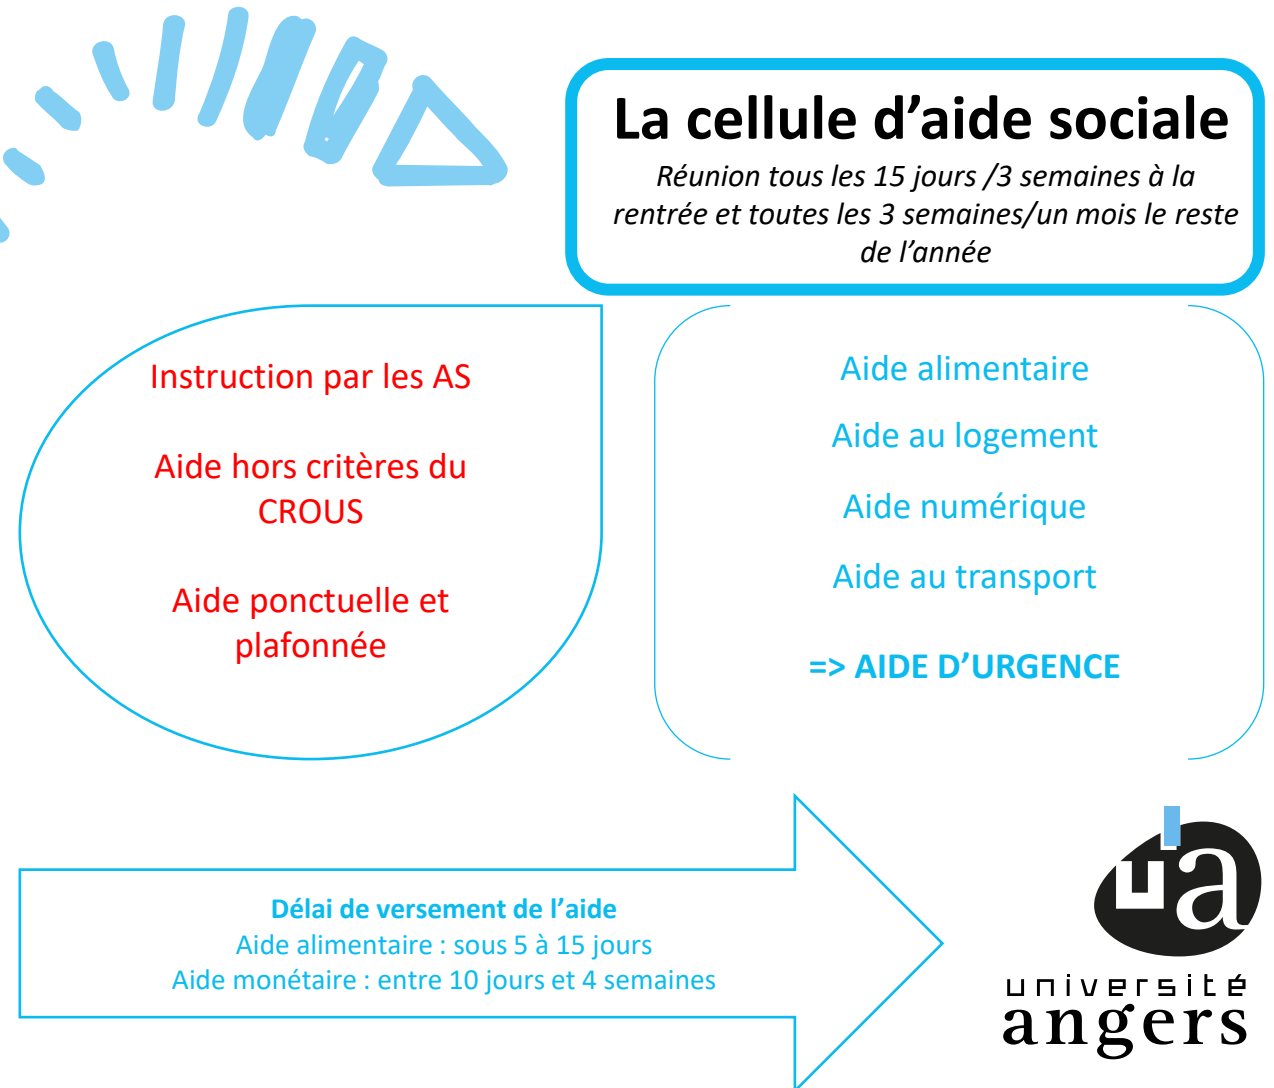 La cellule d’aide sociale
Réunion tous les 15 jours /3 semaines à la
rentrée et toutes les 3 semaines/un mois le reste
de l’année
Instruction par les AS
Aide hors critères du
CROUS
Aide ponctuelle et
plafonnée
Aide alimentaire
Aide au logement
Aide numérique
Aide au transport
=> AIDE D’URGENCE
Délai de versement de l’aide
Aide alimentaire : sous 5 à 15 jours
Aide monétaire : entre 10 jours et 4 semaines
ua
université
angers